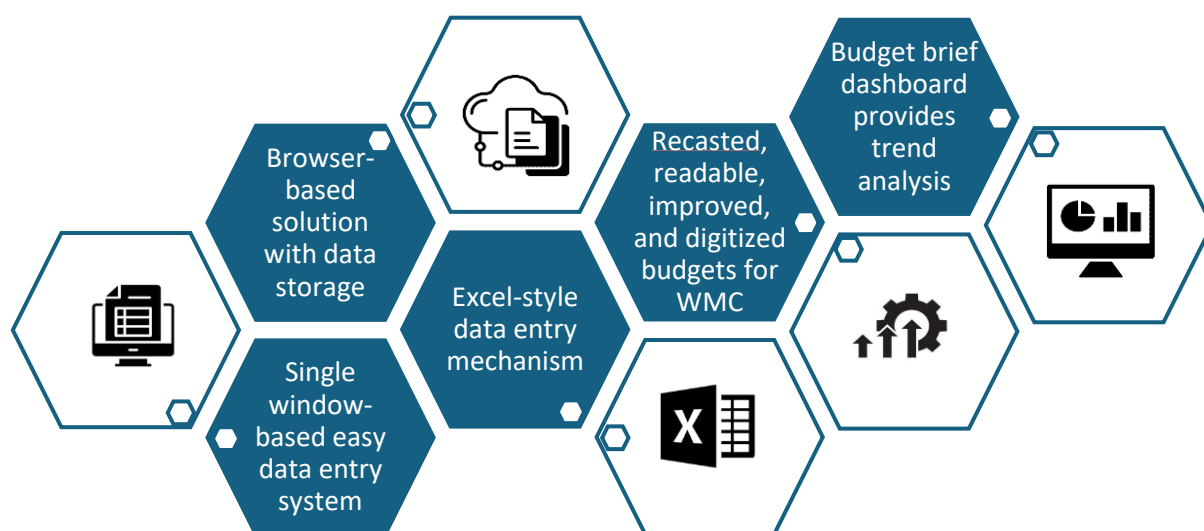 Browser-
based
solution
with data
storage
Single
window-
based easy
data entry
system
Excel-style
data entry
mechanism
Recasted,
readable,
improved,
and digitized
budgets for
WMC
Budget brief
dashboard
provides
trend
analysis
X